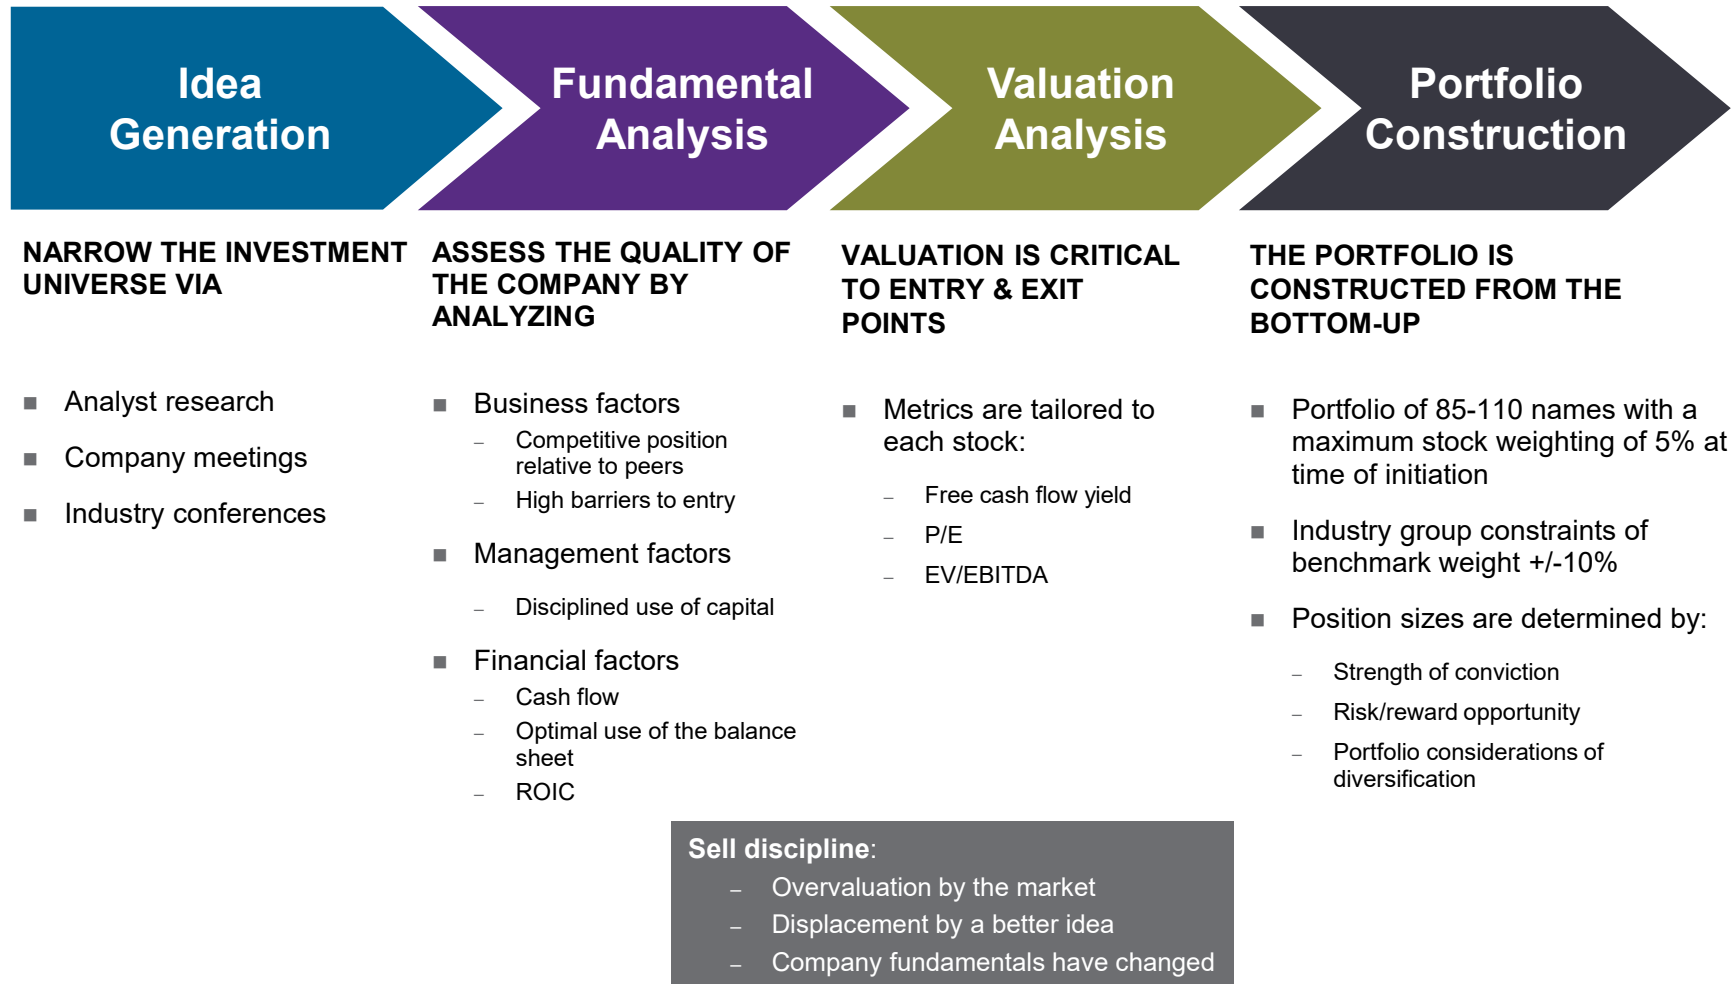 Idea
Generation
Fundamental
Analysis
Valuation
Analysis
Portfolio
Construction
NARROW THE INVESTMENT
UNIVERSE VIA
■ Analyst research
■ Company meetings
■ Industry conferences
ASSESS THE QUALITY OF
THE COMPANY BY
ANALYZING
■ Business factors
– Competitive position
relative to peers
– High barriers to entry
■ Management factors
– Disciplined use of capital
■ Financial factors
– Cash flow
– Optimal use of the balance
sheet
– ROIC
VALUATION IS CRITICAL
TO ENTRY & EXIT
POINTS
■ Metrics are tailored to
each stock:
– Free cash flow yield
– P/E
– EV/EBITDA
THE PORTFOLIO IS
CONSTRUCTED FROM THE
BOTTOM-UP
■ Portfolio of 85-110 names with a
maximum stock weighting of 5% at
time of initiation
■ Industry group constraints of
benchmark weight +/-10%
■ Position sizes are determined by:
– Strength of conviction
– Risk/reward opportunity
– Portfolio considerations of
diversification
Sell discipline:
– Overvaluation by the market
– Displacement by a better idea
– Company fundamentals have changed